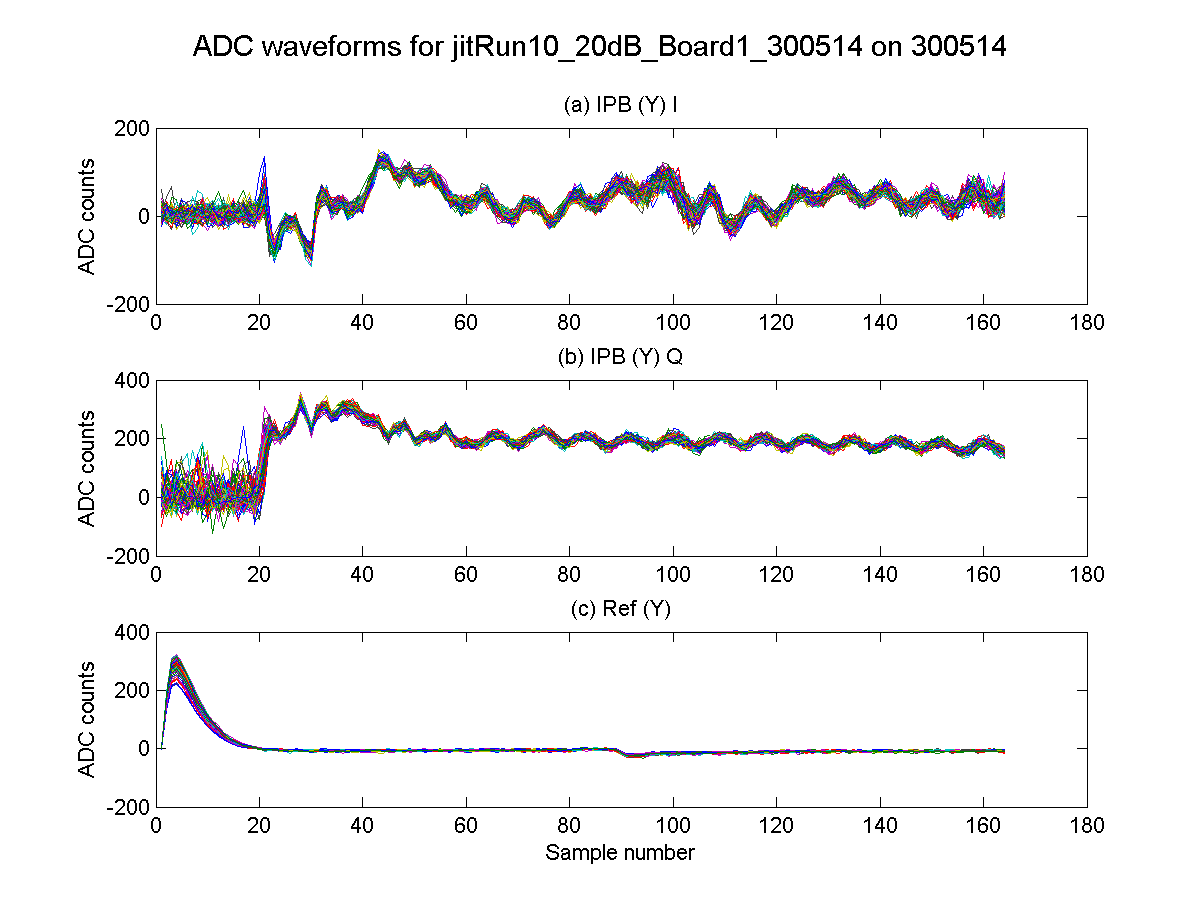 ADC waveforms for jitRun10_20dB_Board1_300514 on 300514
(a) IPB (Y) I
200
0
-200
ADC counts
0 20 40 60 80 100 120 140 160 180
(b) IPB (Y) Q
400
200
0
-200
ADC counts
0 20 40 60 80 100 120 140 160 180
(c) Ref (Y)
400
200
0
-200
ADC counts
0 20 40 60 80 100 120 140 160 180
Sample number